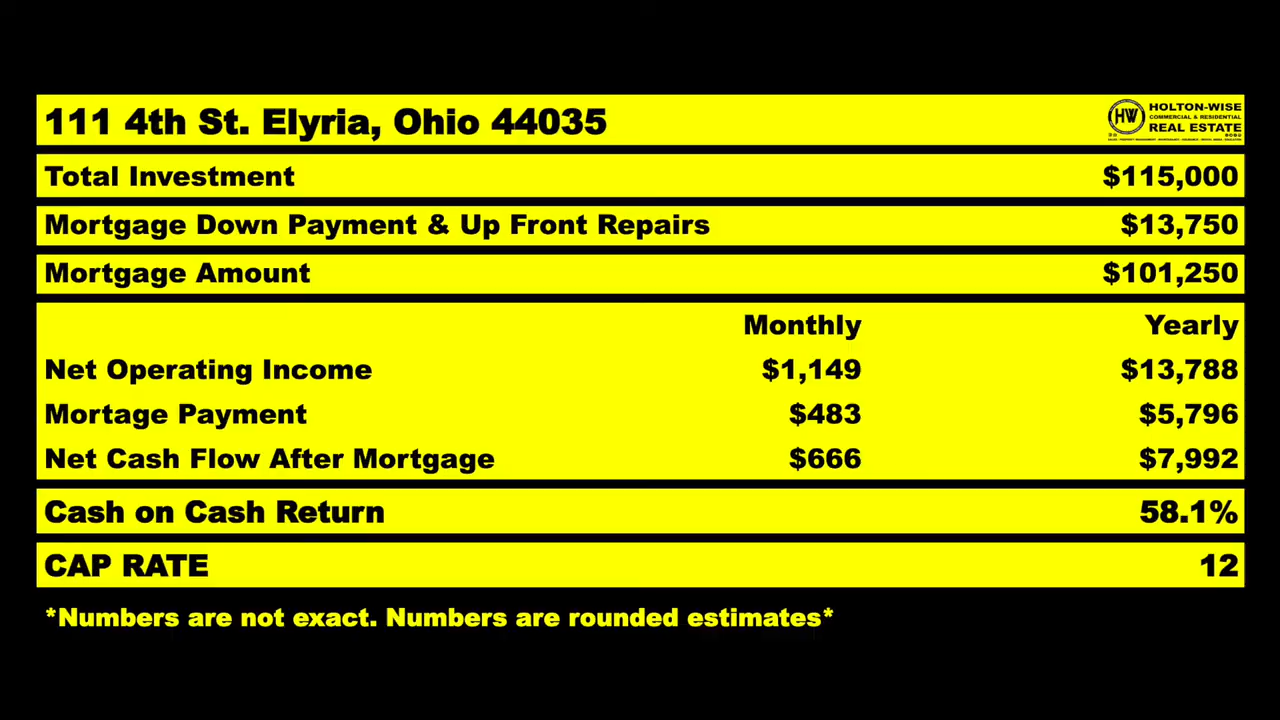 111 4th St. Elyria, Ohio 44035
HW
HOLTON-WISE
COMMERCIAL & RESIDENTIAL
REAL ESTATE
Total Investment $115,000
Mortgage Down Payment & Up Front Repairs $13,750
Mortgage Amount $101,250
Monthly Yearly
Net Operating Income $1,149 $13,788
Mortage Payment $483 $5,796
Net Cash Flow After Mortgage $666 $7,992
Cash on Cash Return 58.1%
CAP RATE 12
*Numbers are not exact. Numbers are rounded estimates*